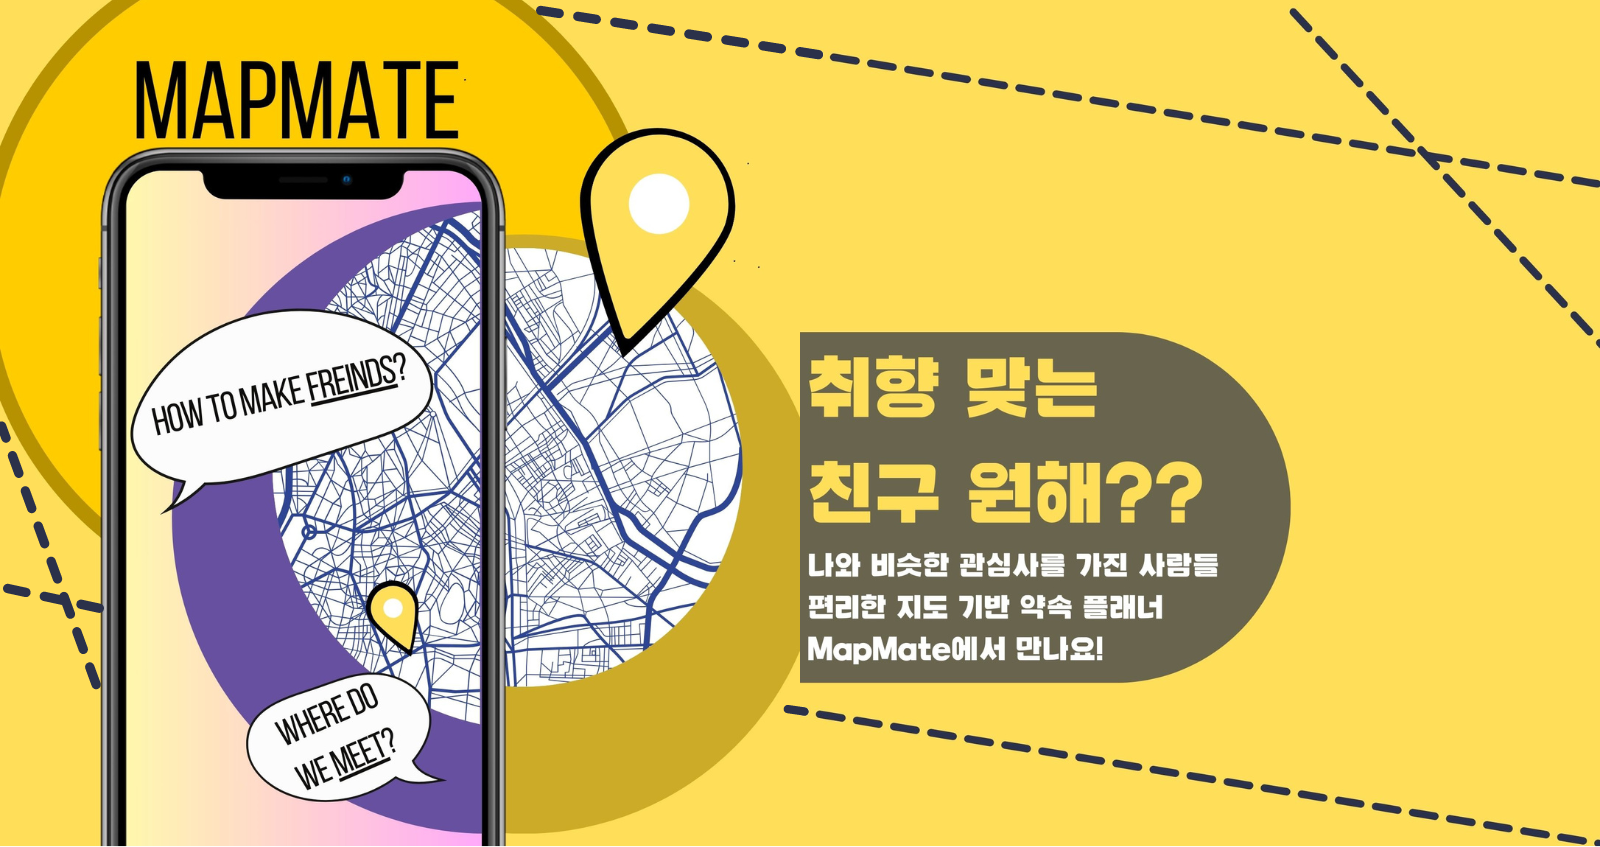 MAPMATE
HOW TO MAKE FREINDS?
WHERE DO
WE MEET?
취향 맞는
친구 원해??
나와 비슷한 관심사를 가진 사람들
편리한 지도 기반 약속 플래너
MapMate에서 만나요!